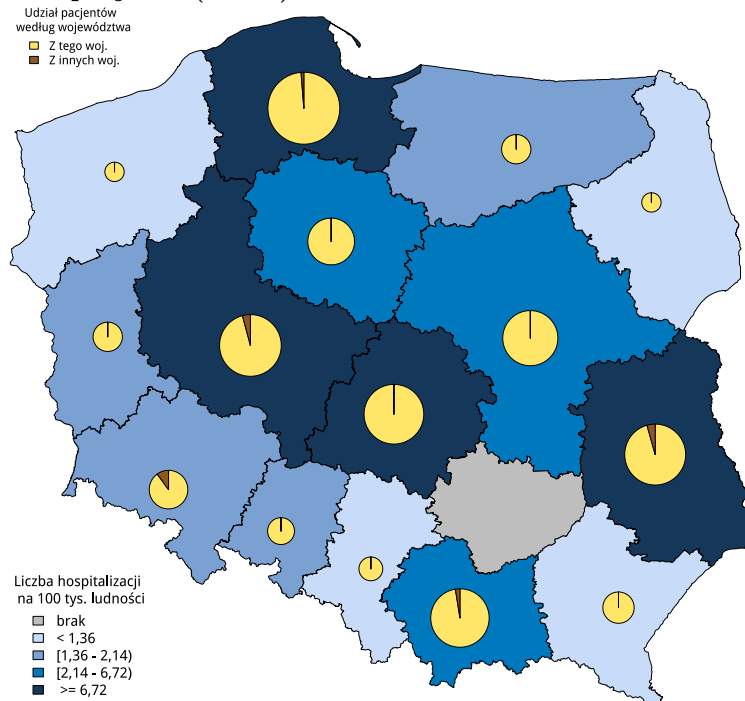 Udział pacjentów
według województwa
Z tego woj.
Z innych woj.
Liczba hospitalizacji
na 100 tys. ludności
brak
< 1,36
[1,36 - 2,14)
[2,14 - 6,72)
>= 6,72